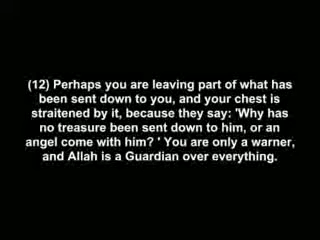 (12) Perhaps you are leaving part of what has
been sent down to you, and your chest is
straitened by it, because they say: 'Why has
no treasure been sent down to him, or an
angel come with him? ' You are only a warner,
and Allah is a Guardian over everything.